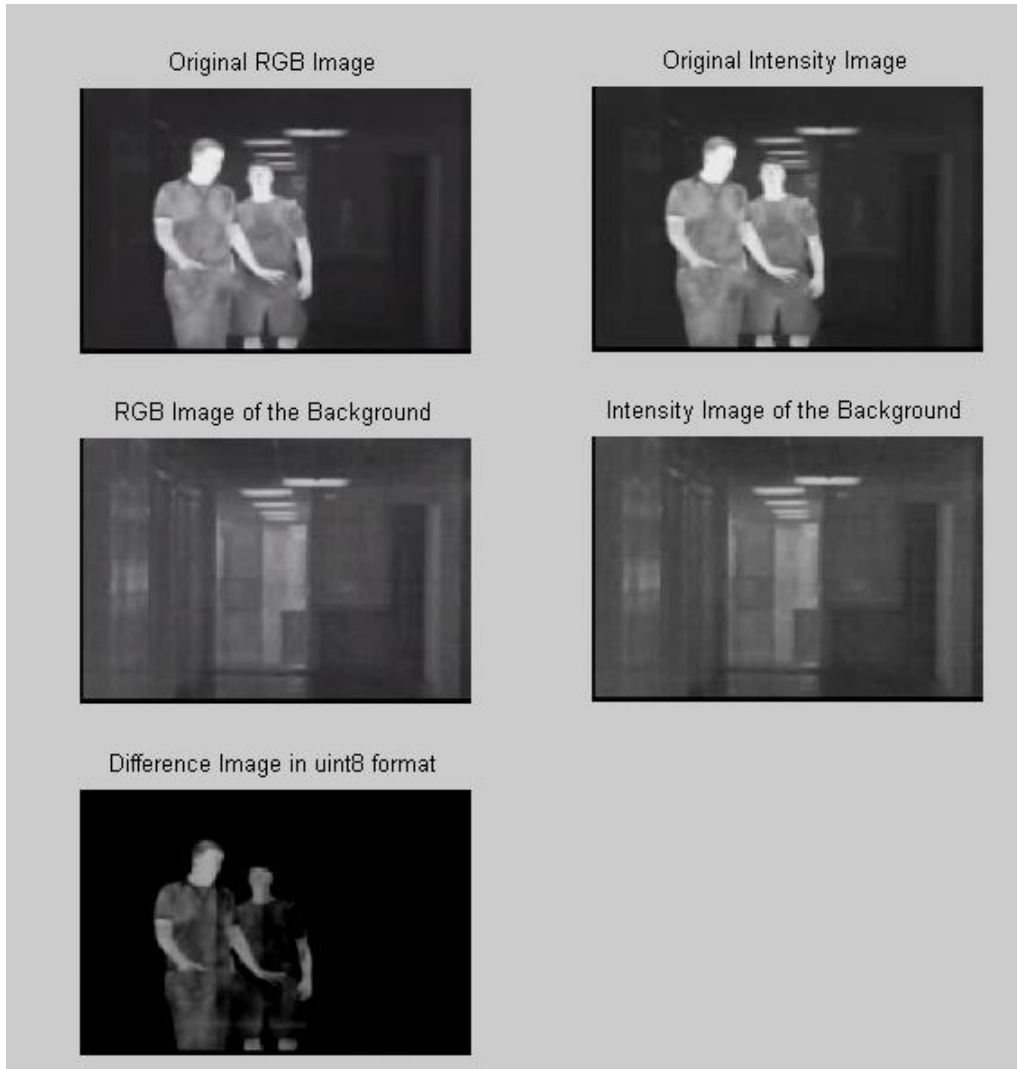 Original RGB Image
Original Intensity Image
RGB Image of the Background
Intensity Image of the Background
Difference Image in uint8 format